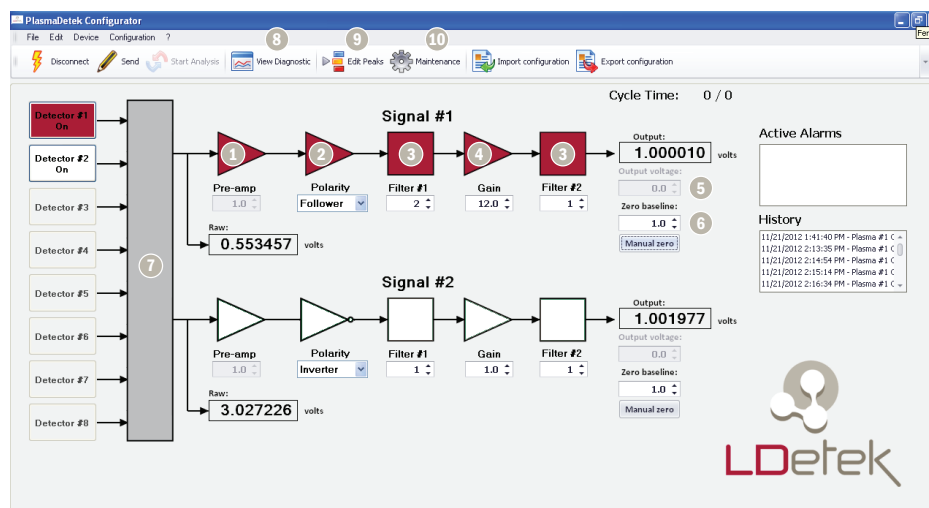 PlasmaDetek Configurator
Fer
File Edit Device Configuration ?
8 9 10
Disconnect Send Start Analysis View Diagnostic Edit Peaks Maintenance Import configuration Export configuration
Cycle Time: 0 / 0
Signal #1
Detector #1
On
Detector #2
On
Detector #3
Detector #4
Detector #5
Detector #6
Detector #7
Detector #8
7
1 2 3 4 3
Pre-amp Polarity Filter #1 Gain Filter #2
1.0 Follower 2 12.0 1
Raw:
0.553457 volts
Output:
1.000010 volts
Output voltage:
0.0 5
Zero baseline:
1.0 6
Manual zero
Signal #2
Pre-amp Polarity Filter #1 Gain Filter #2
1.0 Inverter 1 1.0 1
Raw:
3.027226 volts
Output:
1.001977 volts
Output voltage:
0.0
Zero baseline:
1.0
Manual zero
Active Alarms
History
11/21/2012 1:41:40 PM - Plasma #1 C
11/21/2012 2:13:35 PM - Plasma #1 C
11/21/2012 2:14:54 PM - Plasma #1 C
11/21/2012 2:15:14 PM - Plasma #1 C
11/21/2012 2:16:34 PM - Plasma #1 C
LDetek